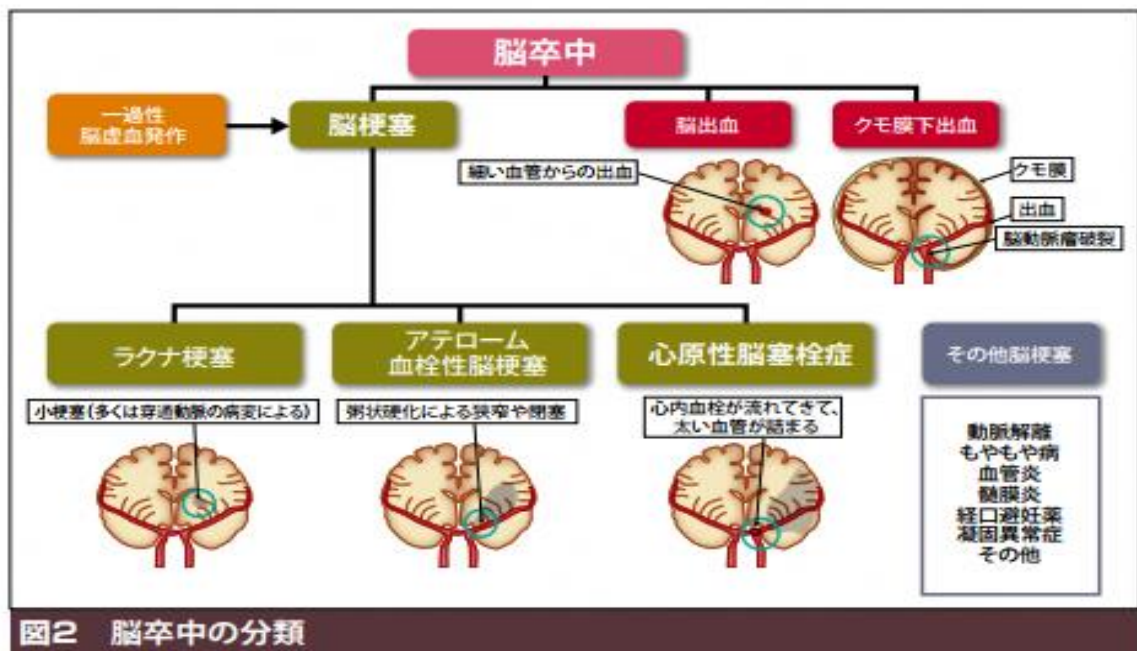 脳卒中
一過性
脳虚血発作
脳梗塞
脳出血
クモ膜下出血
細い血管からの出血
クモ膜
出血
脳動脈瘤破裂
ラクナ梗塞
アテローム
血栓性脳梗塞
心原性脳塞栓症
その他脳梗塞
小梗塞(多くは穿通動脈の病変による)
粥状硬化による狭窄や閉塞
心内血栓が流れてきて、
太い血管が詰まる
動脈解離
もやもや病
血管炎
髄膜炎
経口避妊薬
凝固異常症
その他
図2 脳卒中の分類